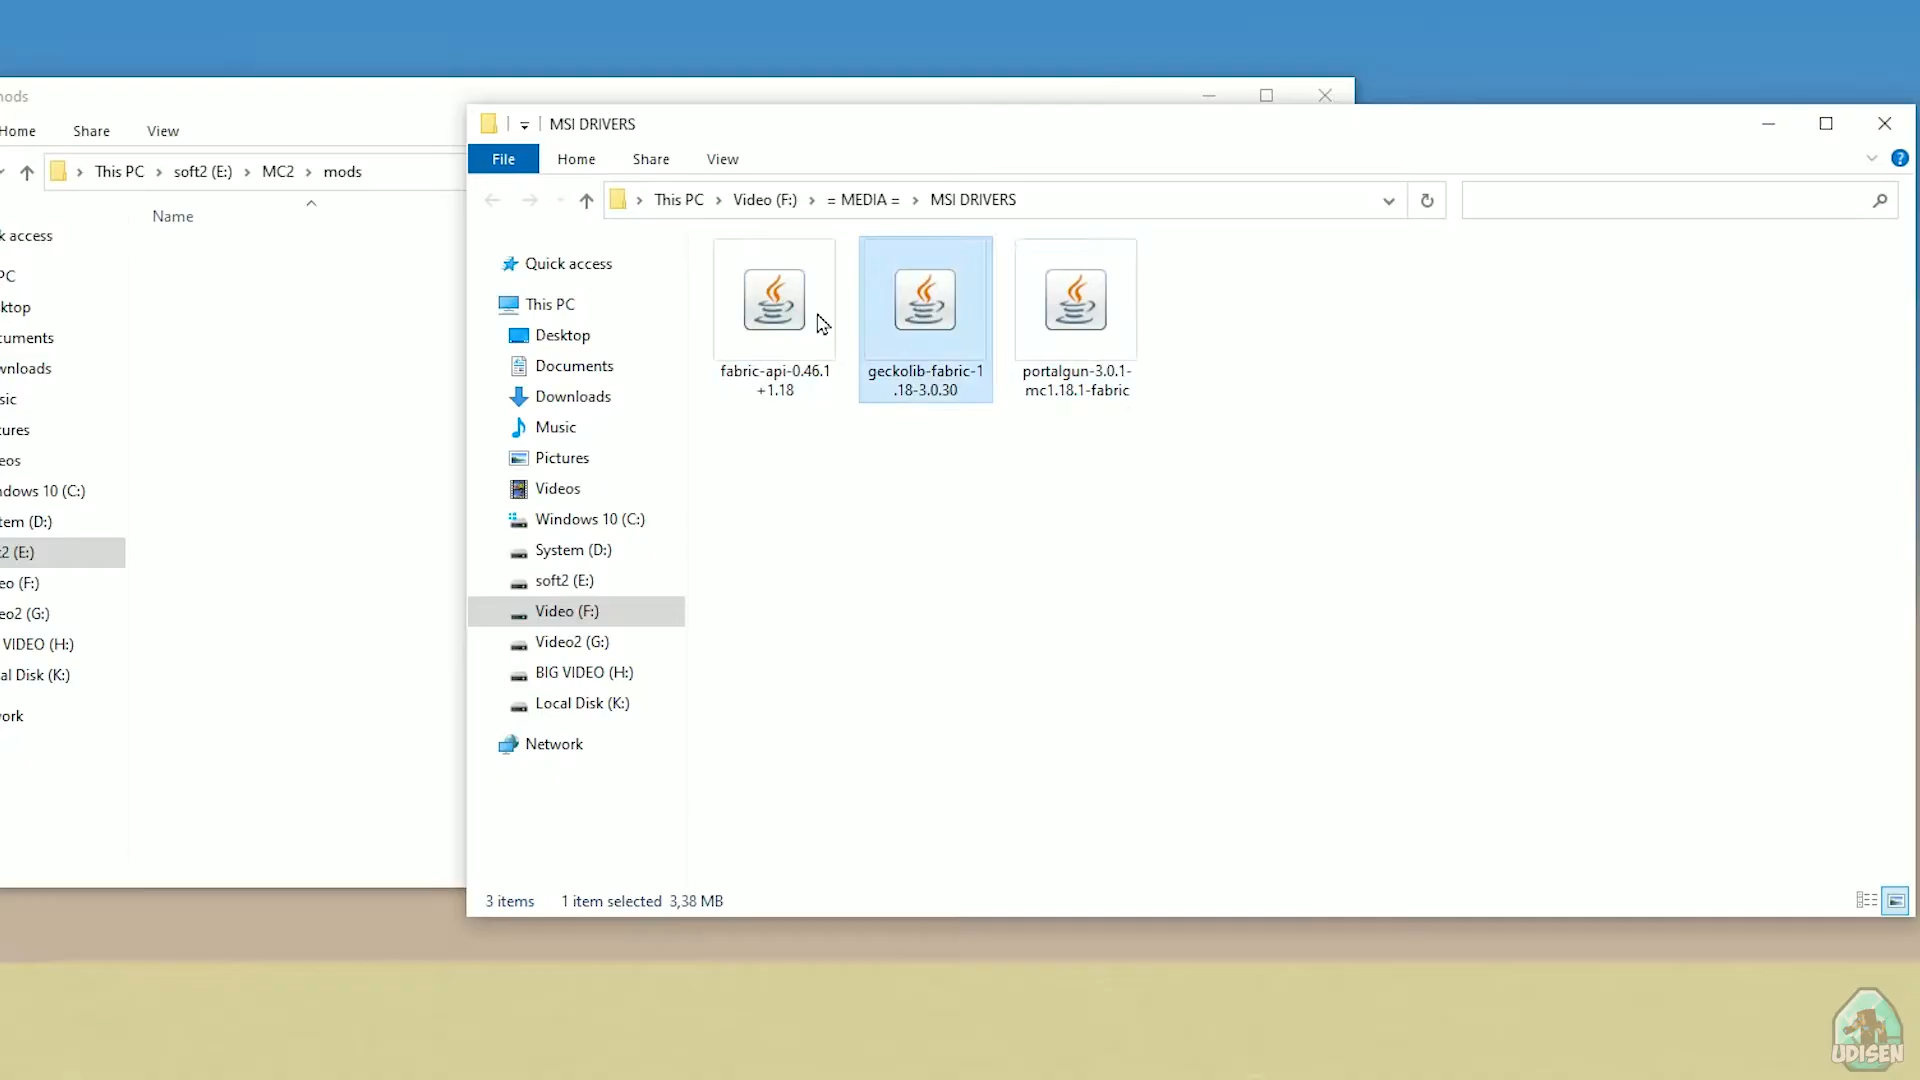 mods
Home Share View
This PC soft2 (E:) MC2 mods
Name
k access
PC
ktop
cuments
wnloads
sic
tures
eos
ndows 10 (C:)
tem (D:)
t2 (E:)
eo (F:)
eo2 (G:)
VIDEO (H:)
al Disk (K:)
ork
MSI DRIVERS
File Home Share View
This PC Video (F:) = MEDIA = MSI DRIVERS
Quick access
This PC
Desktop
Documents
Downloads
Music
Pictures
Videos
Windows 10 (C:)
System (D:)
soft2 (E:)
Video (F:)
Video2 (G:)
BIG VIDEO (H:)
Local Disk (K:)
Network
fabric-api-0.46.1
+1.18
geckolib-fabric-1
.18-3.0.30
portalgun-3.0.1-
mc1.18.1-fabric
3 items 1 item selected 3,38 MB
UDISEN